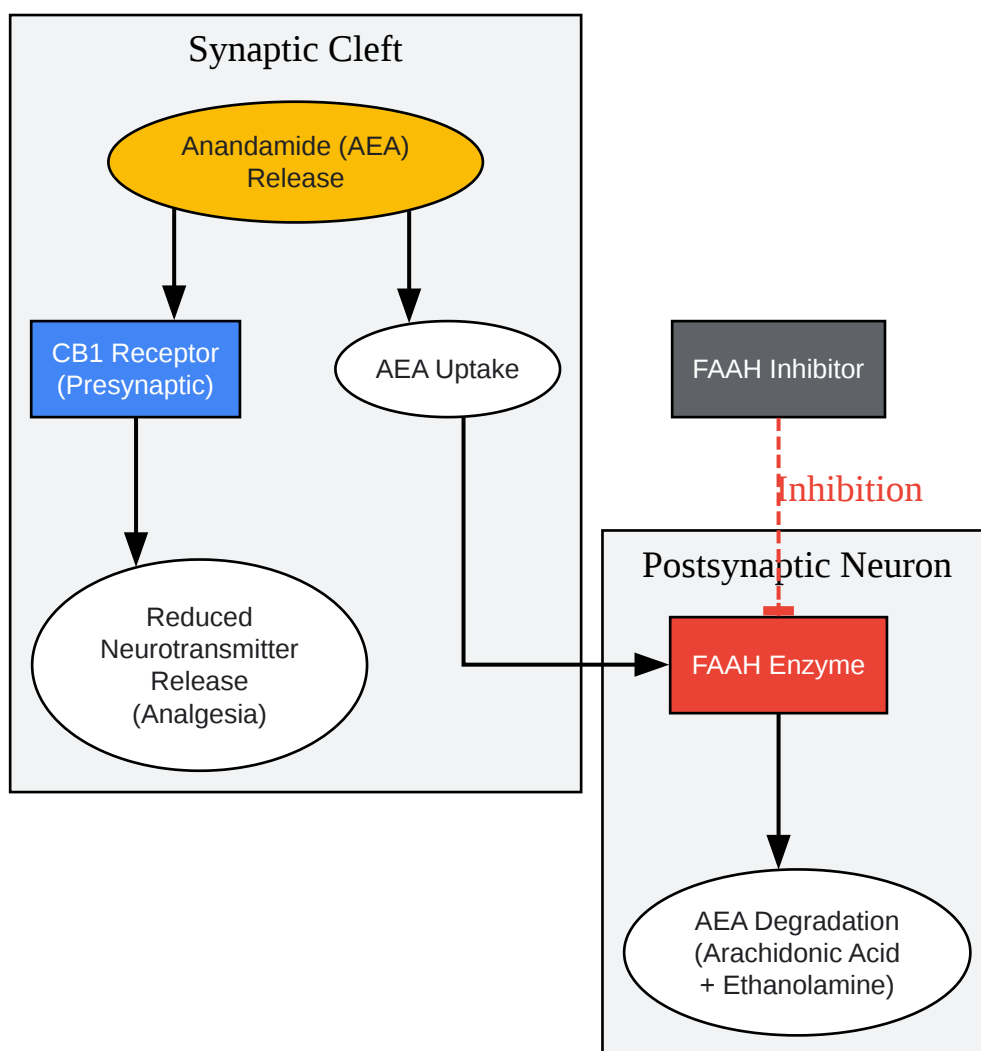 Synaptic Cleft
Anandamide (AEA)
Release
CB1 Receptor
(Presynaptic)
AEA Uptake
FAAH Inhibitor
Inhibition
Reduced
Neurotransmitter
Release
(Analgesia)
Postsynaptic Neuron
FAAH Enzyme
AEA Degradation
(Arachidonic Acid
+ Ethanolamine)